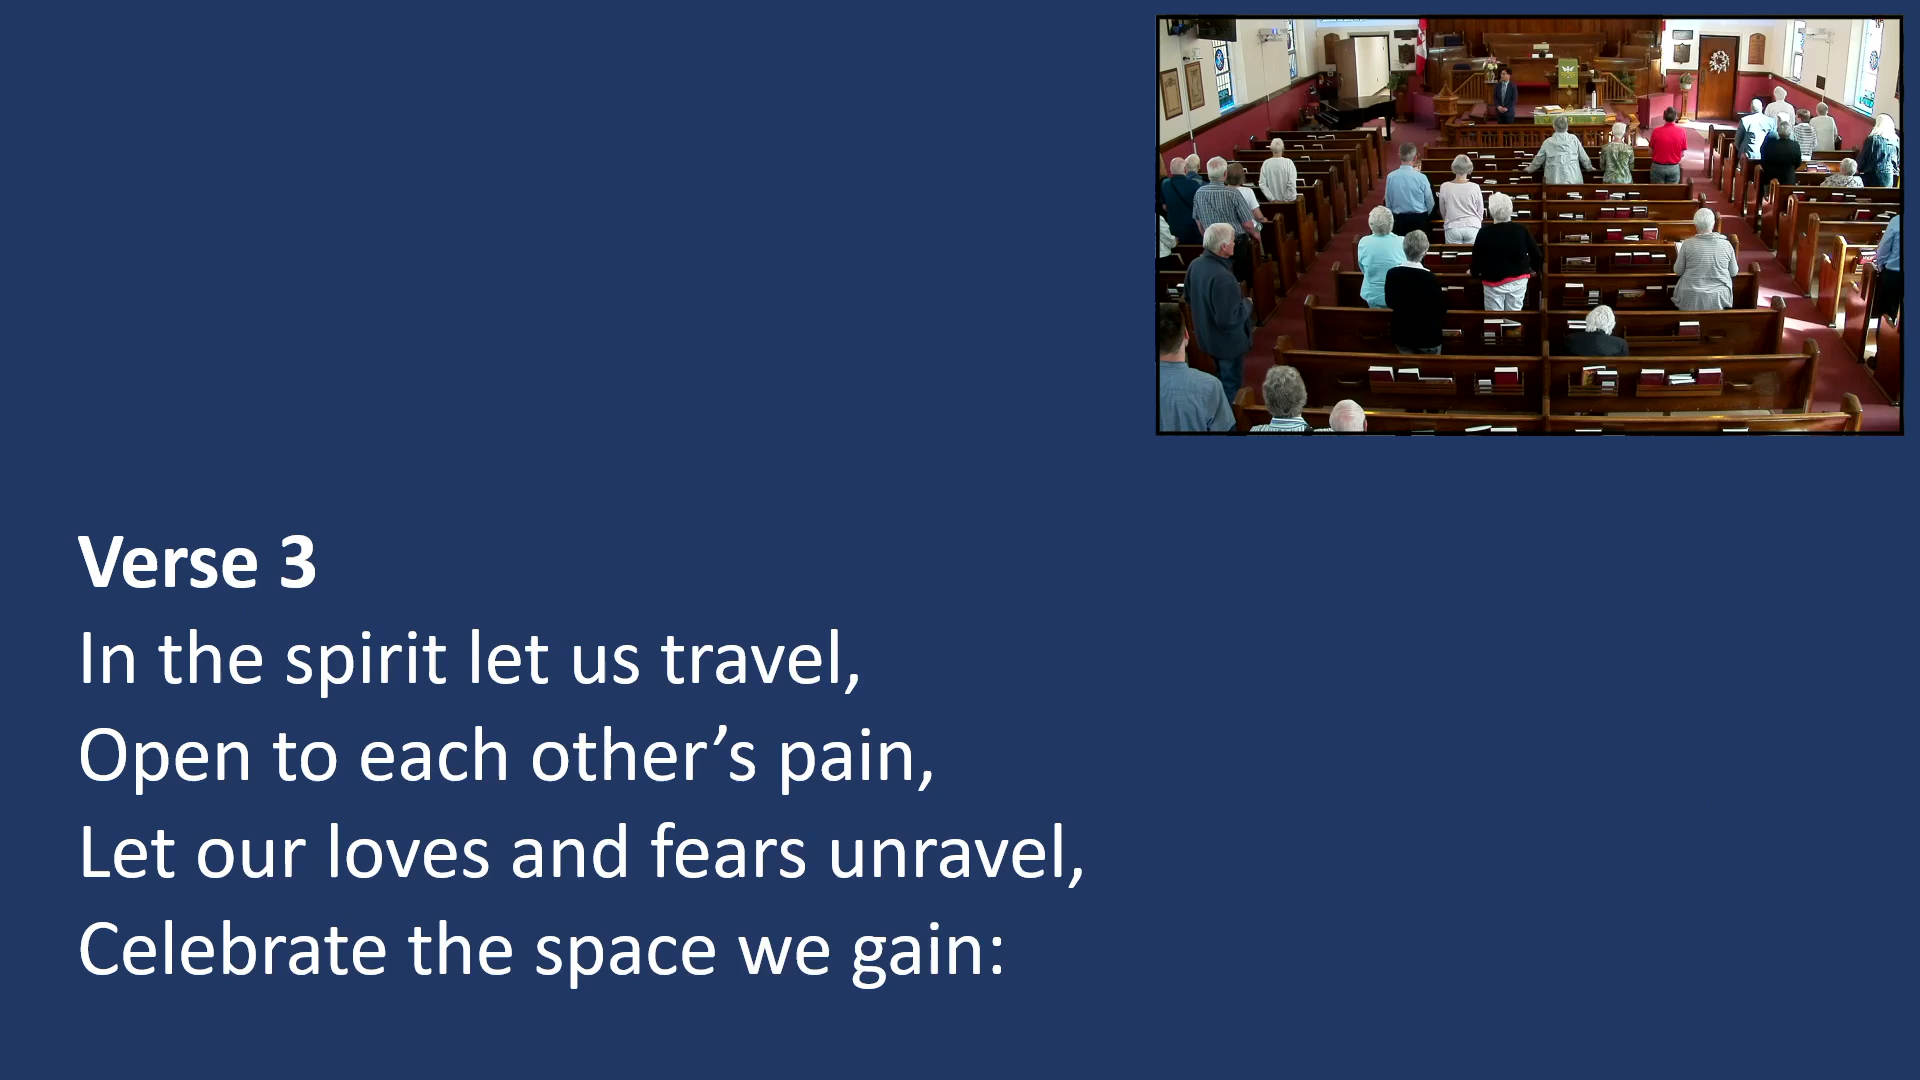 Verse 3
In the spirit let us travel,
Open to each other’s pain,
Let our loves and fears unravel,
Celebrate the space we gain: